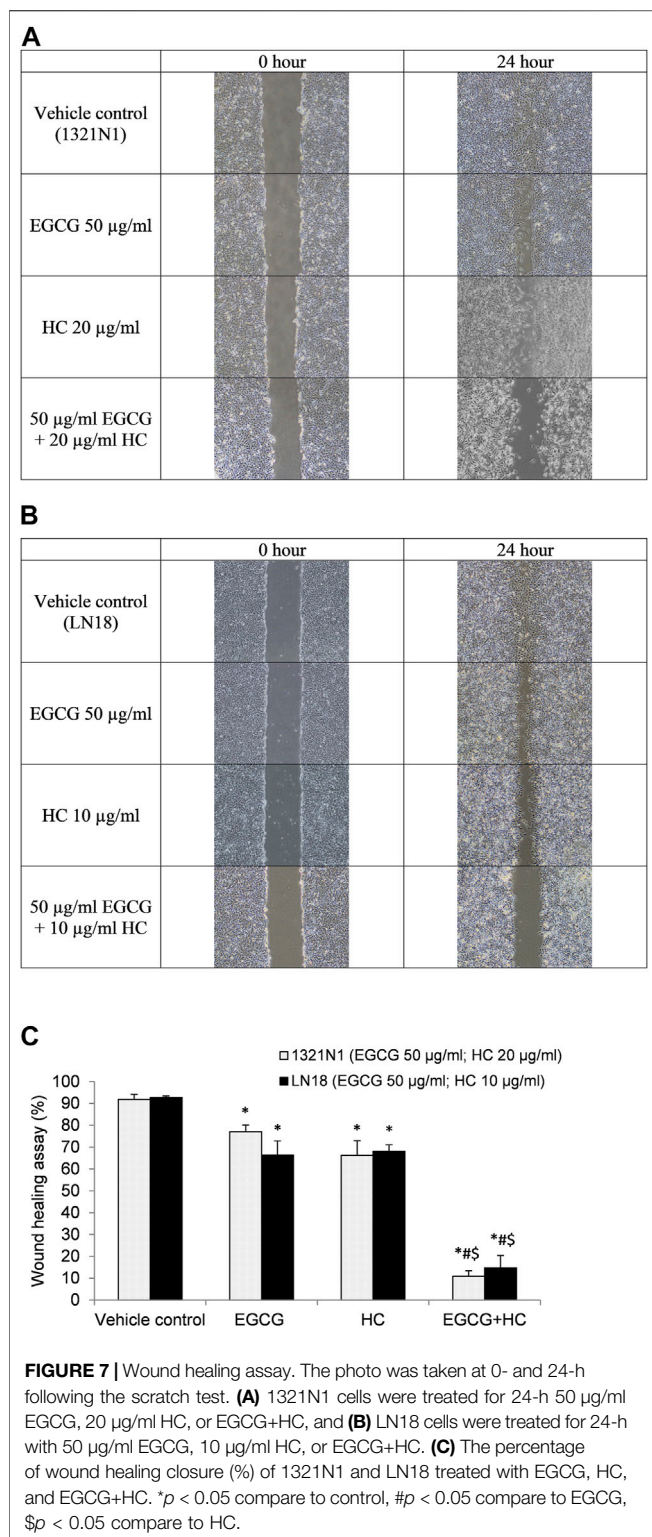 A
0 hour 24 hour
Vehicle control
(1321N1)
EGCG 50 µg/ml
HC 20 µg/ml
50 µg/ml EGCG
+ 20 µg/ml HC
B
0 hour 24 hour
Vehicle control
(LN18)
EGCG 50 µg/ml
HC 10 µg/ml
50 µg/ml EGCG
+ 10 µg/ml HC
C
1321N1 (EGCG 50 µg/ml; HC 20 µg/ml)
LN18 (EGCG 50 µg/ml; HC 10 µg/ml)
Wound healing assay (%)
100
90
80
70
60
50
40
30
20
10
0
* * * * *#$ *#$
Vehicle control EGCG HC EGCG+HC
FIGURE 7 | Wound healing assay. The photo was taken at 0- and 24-h
following the scratch test. (A) 1321N1 cells were treated for 24-h 50 µg/ml
EGCG, 20 µg/ml HC, or EGCG+HC, and (B) LN18 cells were treated for 24-h
with 50 µg/ml EGCG, 10 µg/ml HC, or EGCG+HC. (C) The percentage
of wound healing closure (%) of 1321N1 and LN18 treated with EGCG, HC,
and EGCG+HC. *p < 0.05 compare to control, #p < 0.05 compare to EGCG,
$p < 0.05 compare to HC.